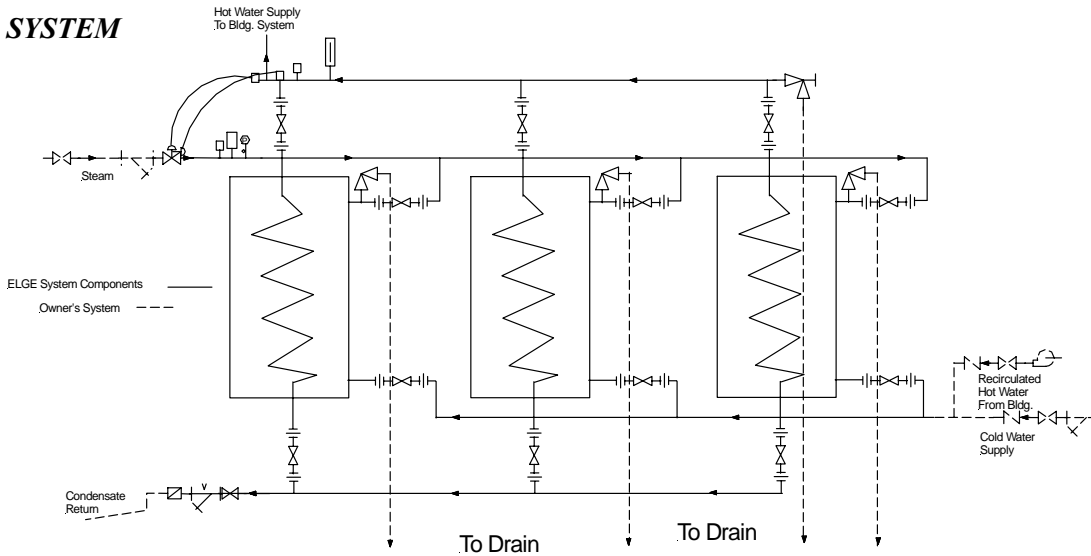 SYSTEM
Hot Water Supply
To Bldg. System
Steam
ELGE System Components
Owner's System
Recirculated
Hot Water
From Bldg.
Cold Water
Supply
Condensate
Return
v
To Drain
To Drain